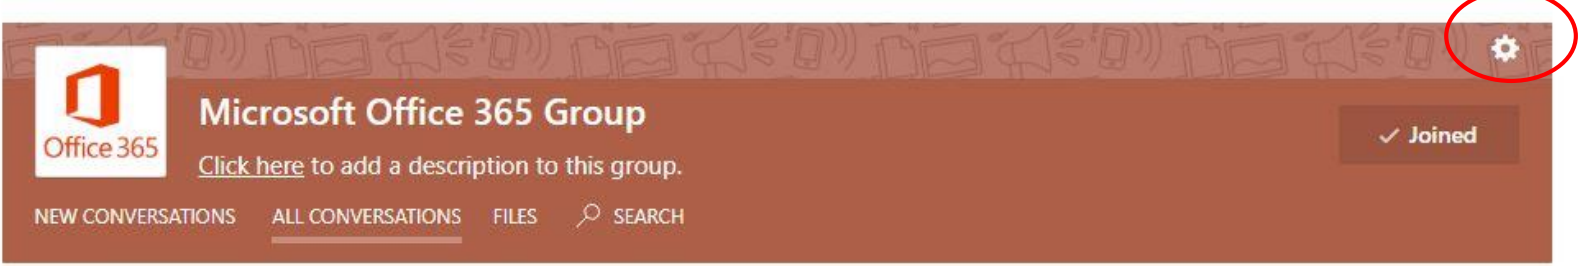 Office 365
Microsoft Office 365 Group
Click here to add a description to this group.
Joined
NEW CONVERSATIONS ALL CONVERSATIONS FILES SEARCH